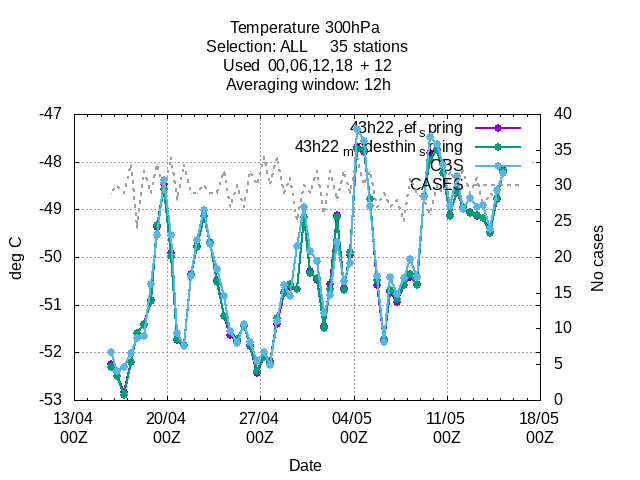 Temperature 300hPa
Selection: ALL 35 stations
Used 00,06,12,18 + 12
Averaging window: 12h
43h22_ref_spring
43h22_modesthin_spring
OBS
CASES
-47
-48
-49
-50
-51
-52
-53
40
35
30
25
20
15
10
5
0
deg C
No cases
13/04 20/04 27/04 04/05 11/05 18/05
00Z 00Z 00Z 00Z 00Z 00Z
Date